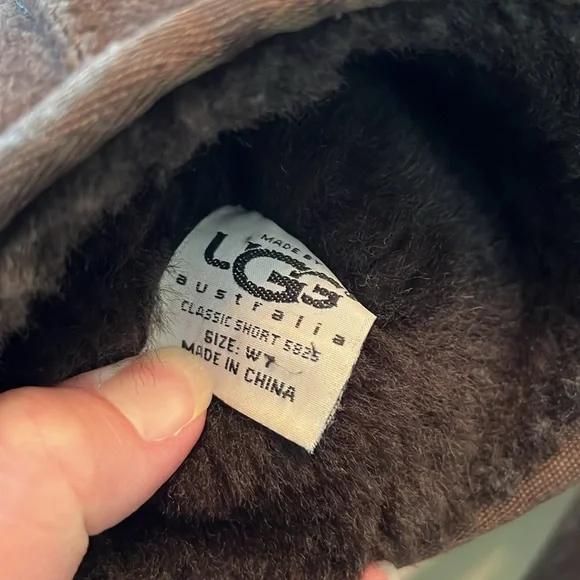 MADE BY
UGG
australia
CLASSIC SHORT 5825
SIZE: W7
MADE IN CHINA